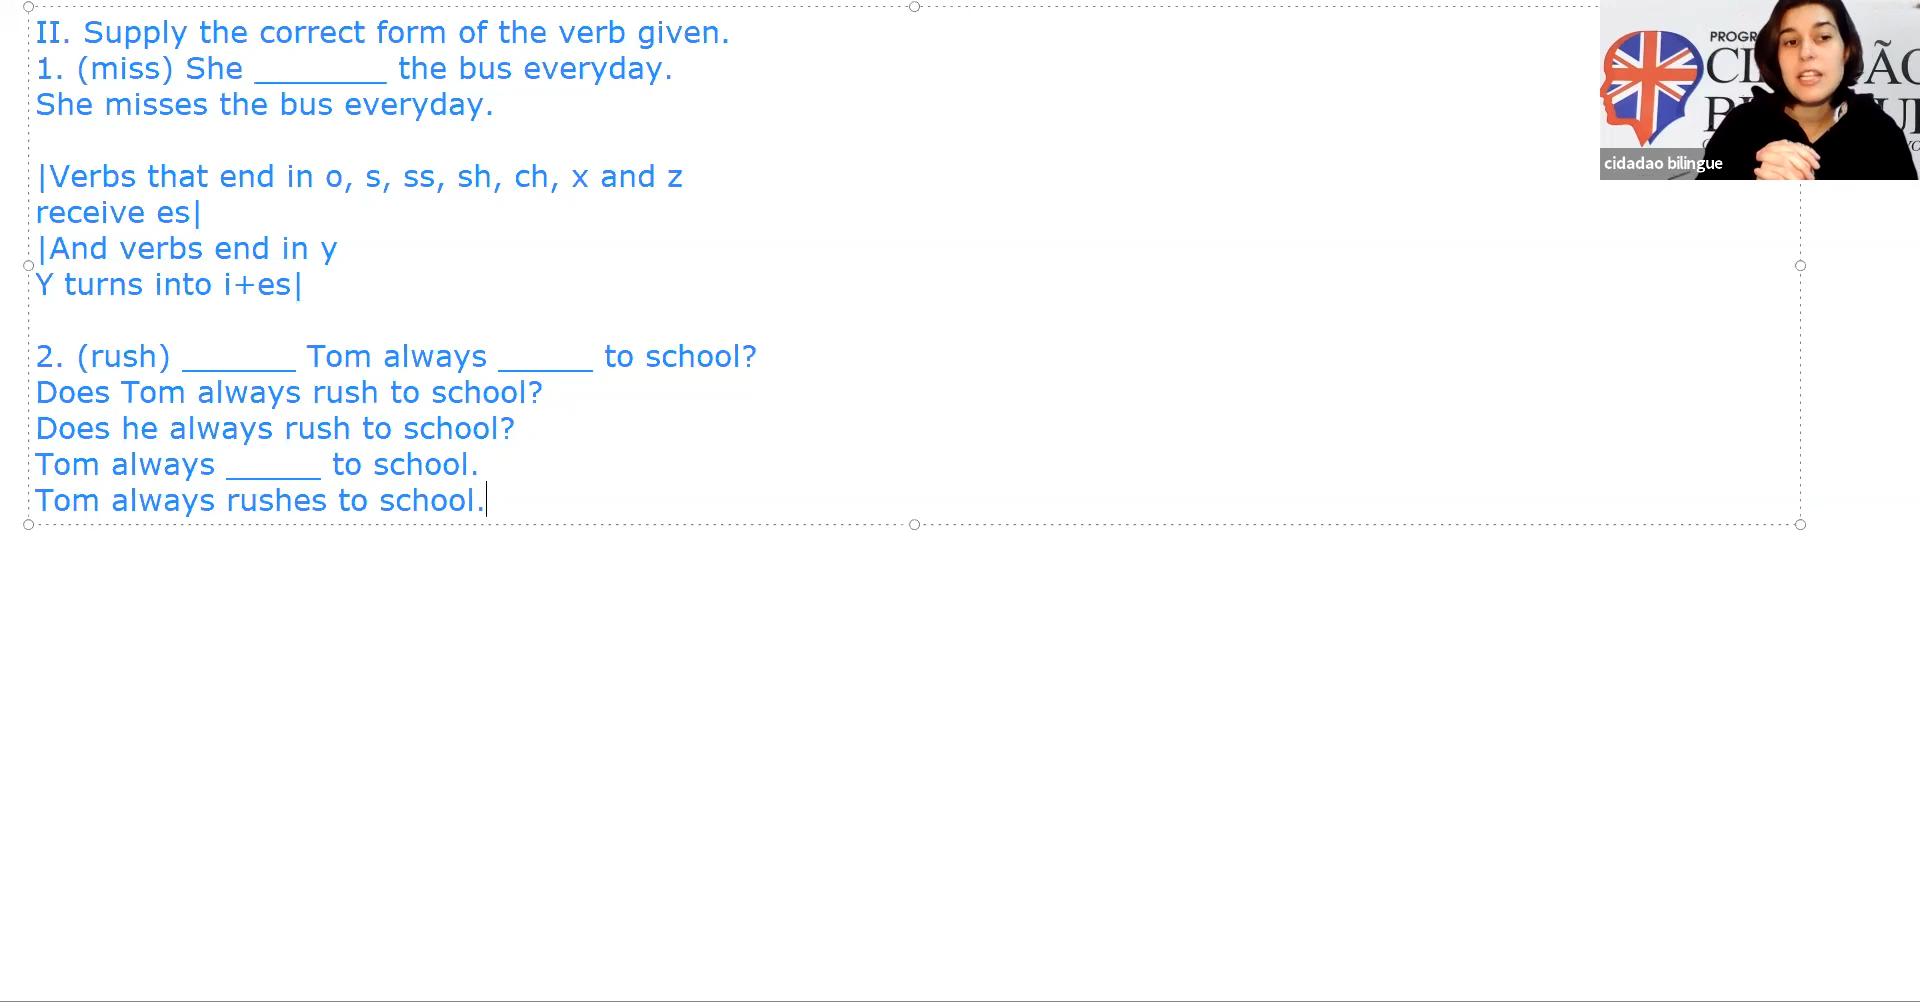 II. Supply the correct form of the verb given.
1. (miss) She _______ the bus everyday.
She misses the bus everyday.
|Verbs that end in o, s, ss, sh, ch, x and z
receive es|
|And verbs end in y
Y turns into i+es|
2. (rush) ______ Tom always _____ to school?
Does Tom always rush to school?
Does he always rush to school?
Tom always _____ to school.
Tom always rushes to school.
cidadao bilingue